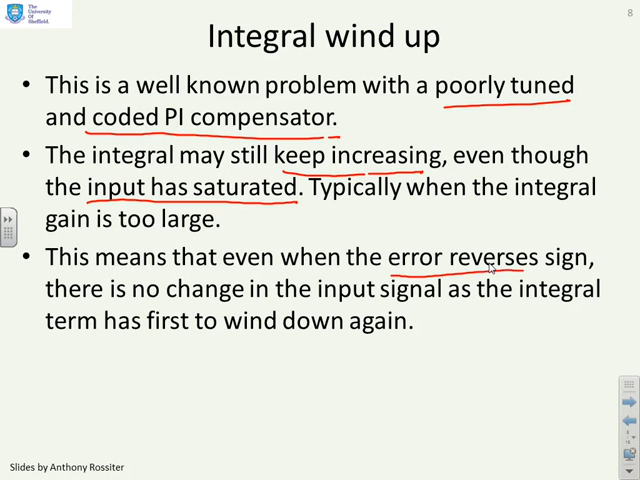 The
University
Of
Sheffield.
8
Integral wind up
• This is a well known problem with a poorly tuned
and coded PI compensator.
• The integral may still keep increasing, even though
the input has saturated. Typically when the integral
gain is too large.
• This means that even when the error reverses sign,
there is no change in the input signal as the integral
term has first to wind down again.
Slides by Anthony Rossiter